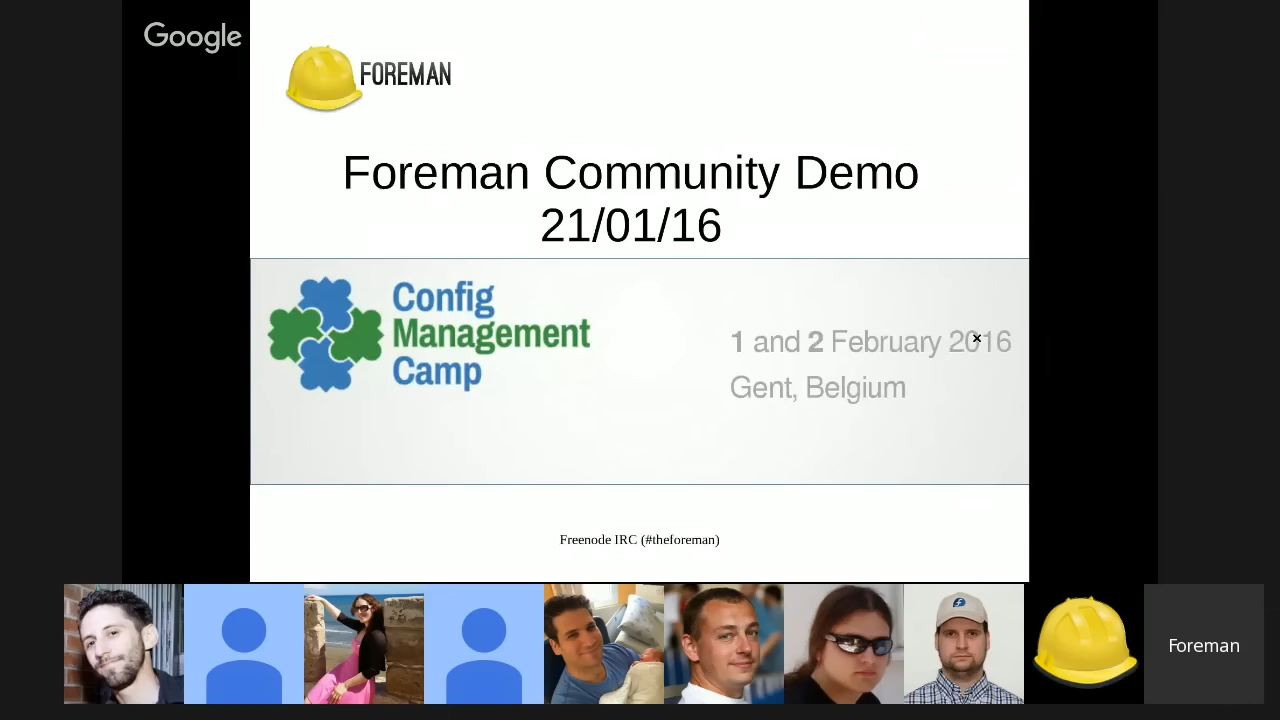 Google
FOREMAN
Foreman Community Demo
21/01/16
Config
Management
Camp
1 and 2 February 2016
Gent, Belgium
Freenode IRC (#theforeman)
Foreman